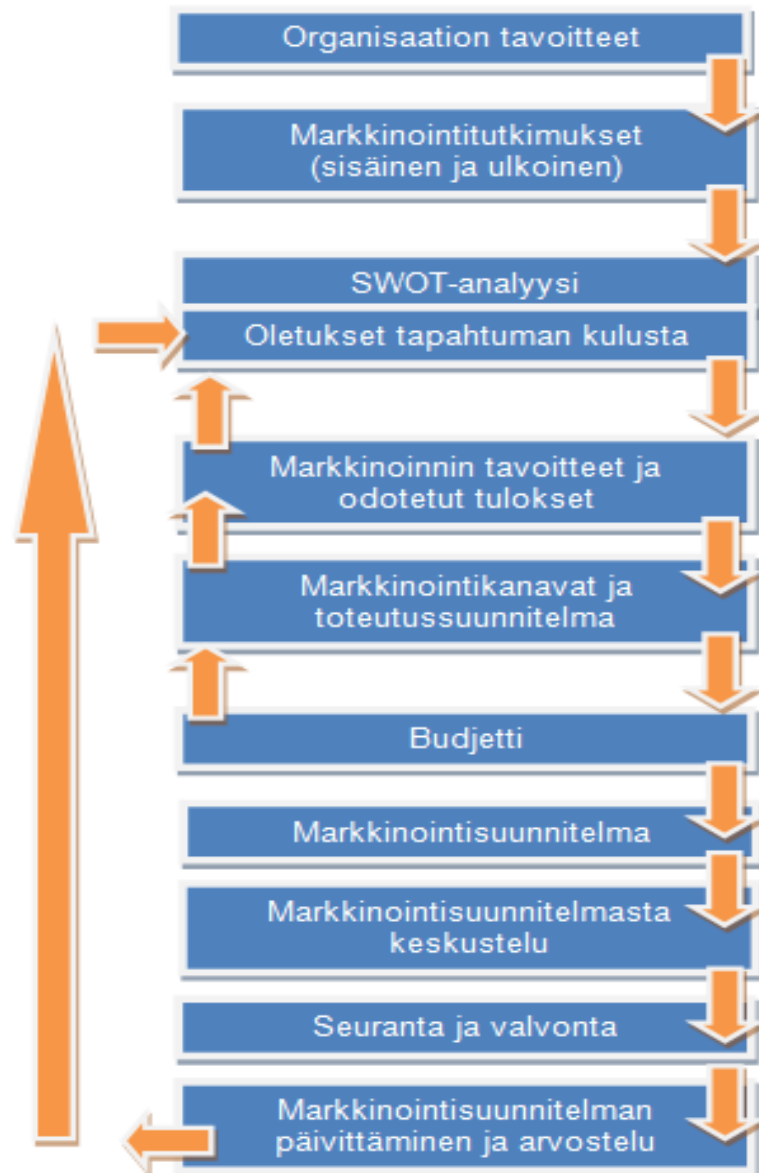 Organisaation tavoitteet
Markkinointitutkimukset
(sisäinen ja ulkoinen)
SWOT-analyysi
Oletukset tapahtuman kulusta
Markkinoinnin tavoitteet ja
odotetut tulokset
Markkinointikanavat ja
toteutussuunnitelma
Budjetti
Markkinointisuunnitelma
Markkinointisuunnitelmasta
keskustelu
Seuranta ja valvonta
Markkinointisuunnitelman
päivittäminen ja arvostelu